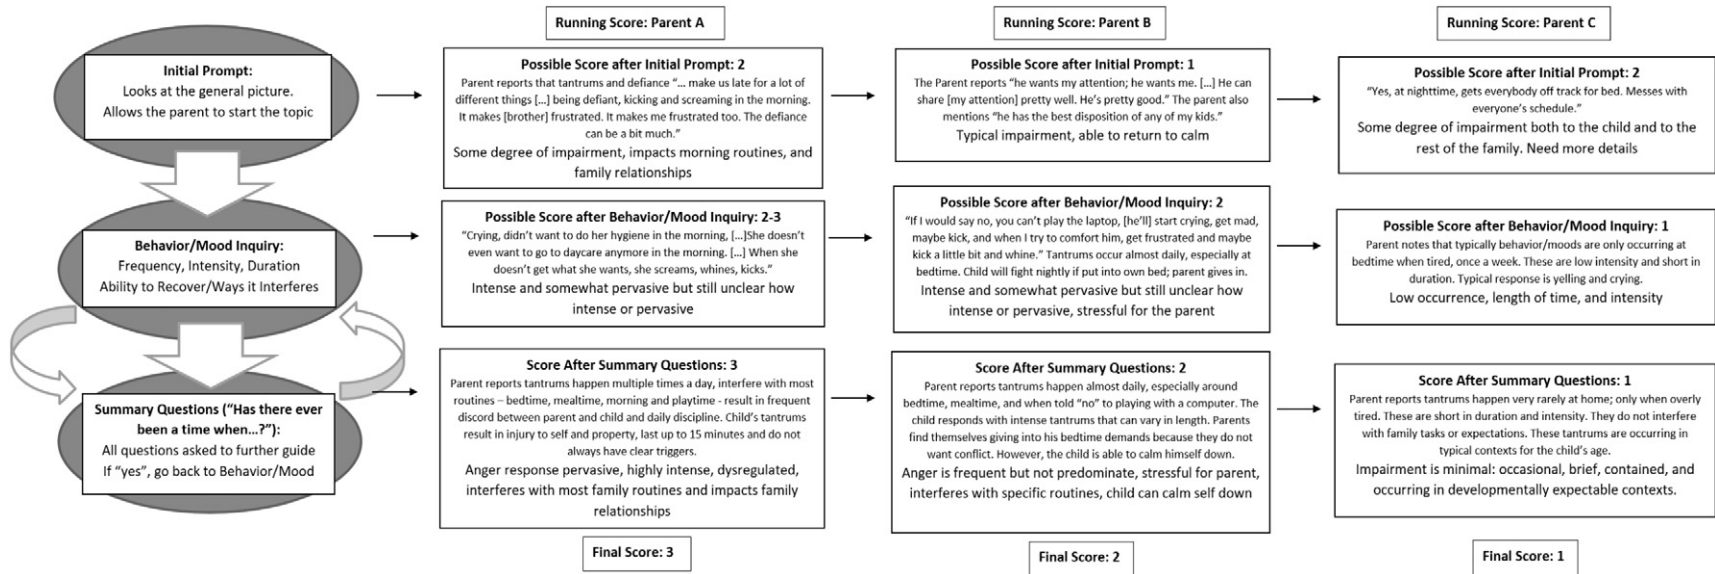 Running Score: Parent A
Running Score: Parent B
Running Score: Parent C
Initial Prompt:
Looks at the general picture.
Allows the parent to start the topic
Possible Score after Initial Prompt: 2
Parent reports that tantrums and defiance “… make us late for a lot of
different things […] being defiant, kicking and screaming in the morning.
It makes [brother] frustrated. It makes me frustrated too. The defiance
can be a bit much.”
Some degree of impairment, impacts morning routines, and
family relationships
Possible Score after Initial Prompt: 1
The Parent reports “he wants my attention; he wants me. […] He can
share [my attention] pretty well. He’s pretty good.” The parent also
mentions “he has the best disposition of any of my kids.”
Typical impairment, able to return to calm
Possible Score after Initial Prompt: 2
“Yes, at nighttime, gets everybody off track for bed. Messes with
everyone’s schedule.”
Some degree of impairment both to the child and to the
rest of the family. Need more details
Behavior/Mood Inquiry:
Frequency, Intensity, Duration
Ability to Recover/Ways it Interferes
Possible Score after Behavior/Mood Inquiry: 2-3
“Crying, didn’t want to do her hygiene in the morning, […]She doesn’t
even want to go to daycare anymore in the morning. […] When she
doesn’t get what she wants, she screams, whines, kicks.”
Intense and somewhat pervasive but still unclear how
intense or pervasive
Possible Score after Behavior/Mood Inquiry: 2
“If I would say no, you can’t play the laptop, [he’ll] start crying, get mad,
maybe kick, and when I try to comfort him, get frustrated and maybe
kick a little bit and whine.” Tantrums occur almost daily, especially at
bedtime. Child will fight nightly if put into own bed; parent gives in.
Intense and somewhat pervasive but still unclear how
intense or pervasive, stressful for the parent
Possible Score after Behavior/Mood Inquiry: 1
Parent notes that typically behavior/moods are only occurring at
bedtime when tired, once a week. These are low intensity and short in
duration. Typical response is yelling and crying.
Low occurrence, length of time, and intensity
Summary Questions (“Has there ever
been a time when…?”):
All questions asked to further guide
If “yes”, go back to Behavior/Mood
Score After Summary Questions: 3
Parent reports tantrums happen multiple times a day, interfere with most
routines – bedtime, mealtime, morning and playtime - result in frequent
discord between parent and child and daily discipline. Child’s tantrums
result in injury to self and property, last up to 15 minutes and do not
always have clear triggers.
Anger response pervasive, highly intense, dysregulated,
interferes with most family routines and impacts family
relationships
Score After Summary Questions: 2
Parent reports tantrums happen almost daily, especially around
bedtime, mealtime, and when told “no” to playing with a computer. The
child responds with intense tantrums that can vary in length. Parents
find themselves giving into his bedtime demands because they do not
want conflict. However, the child is able to calm himself down.
Anger is frequent but not predominate, stressful for parent,
interferes with specific routines, child can calm self down
Score After Summary Questions: 1
Parent reports tantrums happen very rarely at home; only when overly
tired. These are short in duration and intensity. They do not interfere
with family tasks or expectations. These tantrums are occurring in
typical contexts for the child’s age.
Impairment is minimal: occasional, brief, contained, and
occurring in developmentally expectable contexts.
Final Score: 3
Final Score: 2
Final Score: 1